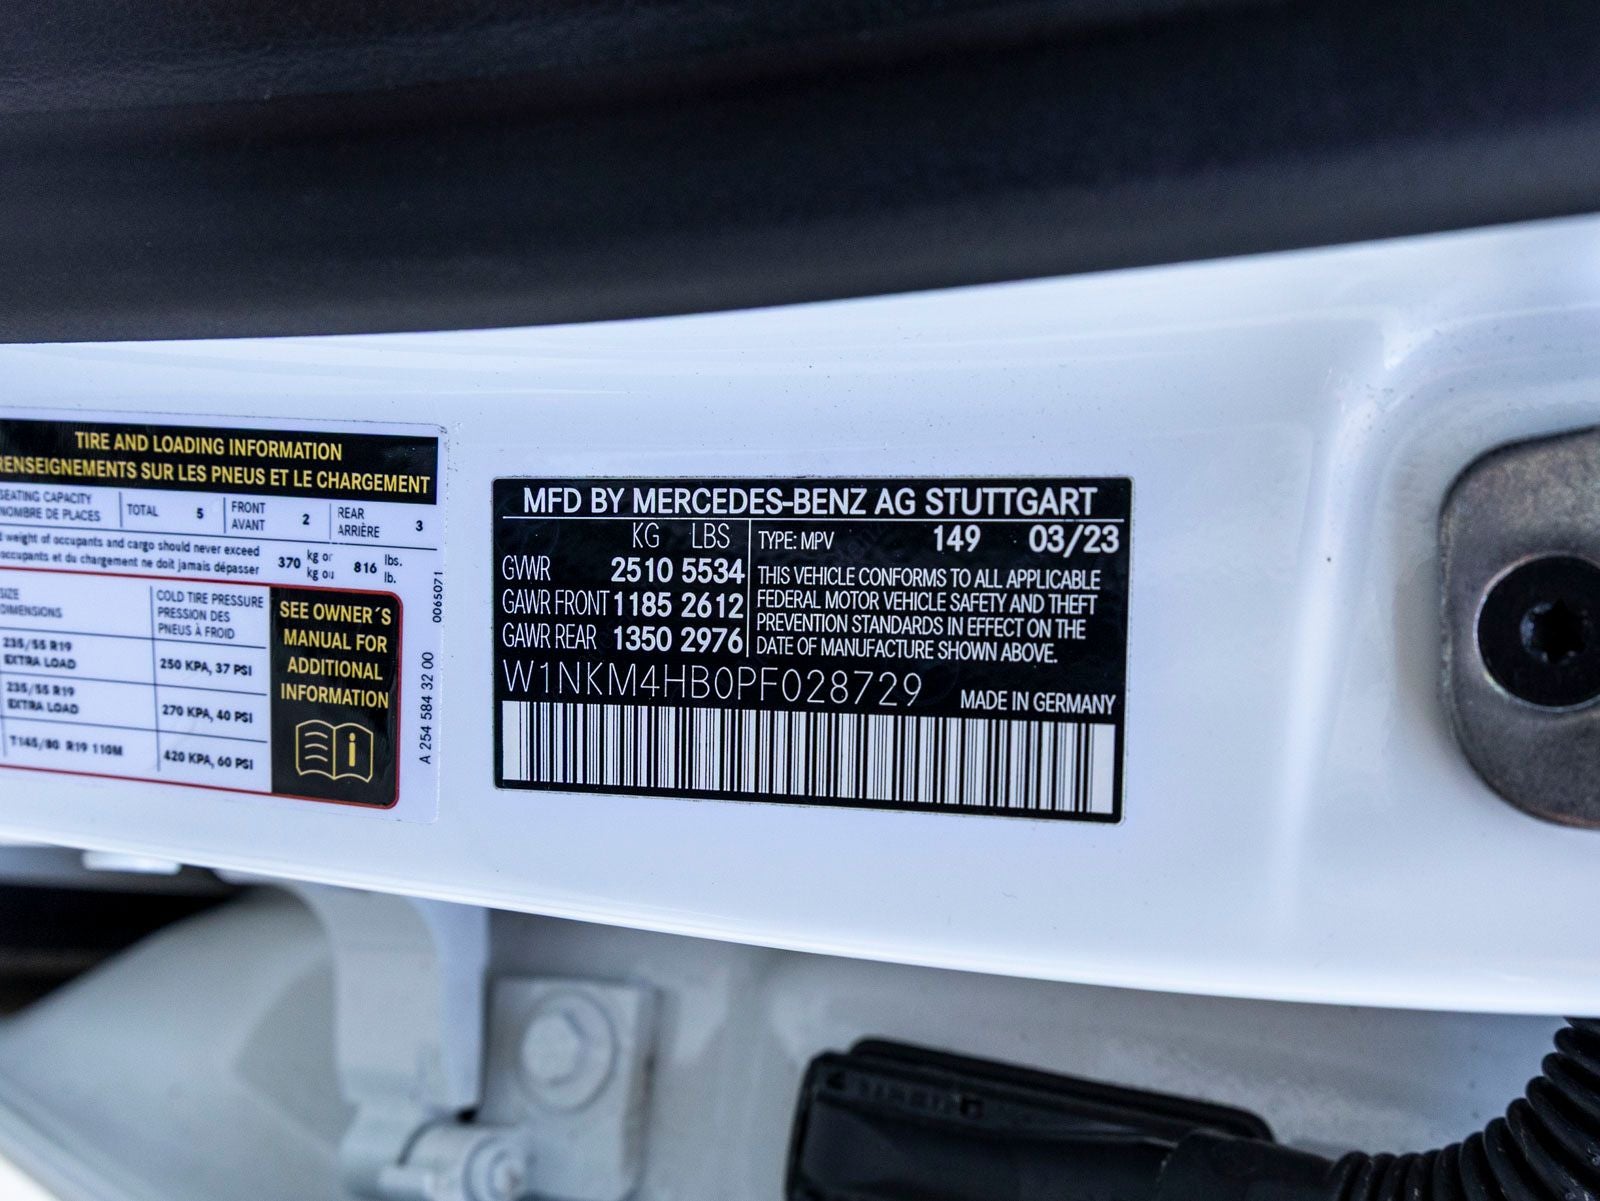 TIRE AND LOADING INFORMATION
RENSEIGNEMENTS SUR LES PNEUS ET LE CHARGEMENT
SEATING CAPACITY
NOMBRE DE PLACES
TOTAL 5
FRONT
AVANT
2
REAR
ARRIÈRE
3
weight of occupants and cargo should never exceed
occupants et du chargement ne doit jamais dépasser
370
kg or
kg ou
816
lbs.
lb.
SIZE
DIMENSIONS
COLD TIRE PRESSURE
PRESSION DES
PNEUS À FROID
235/55 R19
EXTRA LOAD
250 KPA, 37 PSI
235/55 R19
EXTRA LOAD
270 KPA, 40 PSI
T145/80 R19 110M
420 KPA, 60 PSI
SEE OWNER´S
MANUAL FOR
ADDITIONAL
INFORMATION
A 254 584 32 00
0065071
MFD BY MERCEDES-BENZ AG STUTTGART
KG LBS
GVWR 2510 5534
GAWR FRONT 1185 2612
GAWR REAR 1350 2976
TYPE: MPV 149 03/23
THIS VEHICLE CONFORMS TO ALL APPLICABLE
FEDERAL MOTOR VEHICLE SAFETY AND THEFT
PREVENTION STANDARDS IN EFFECT ON THE
DATE OF MANUFACTURE SHOWN ABOVE.
W1NKM4HB0PF028729
MADE IN GERMANY